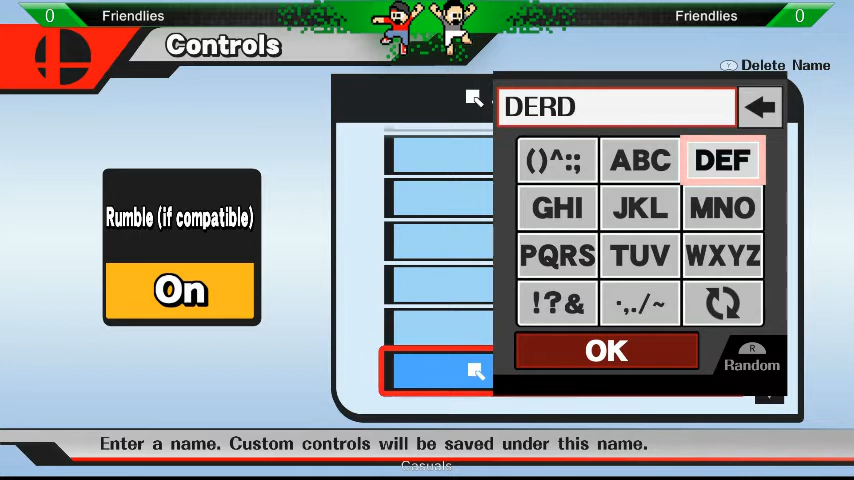 0 Friendlies Friendlies 0
Controls
Y Delete Name
DERD
()^:; ABC DEF
Rumble (if compatible)
GHI JKL MNO
PQRS TUV WXYZ
On
!?& ·,./~
OK
R
Random
Enter a name. Custom controls will be saved under this name.
Casuals